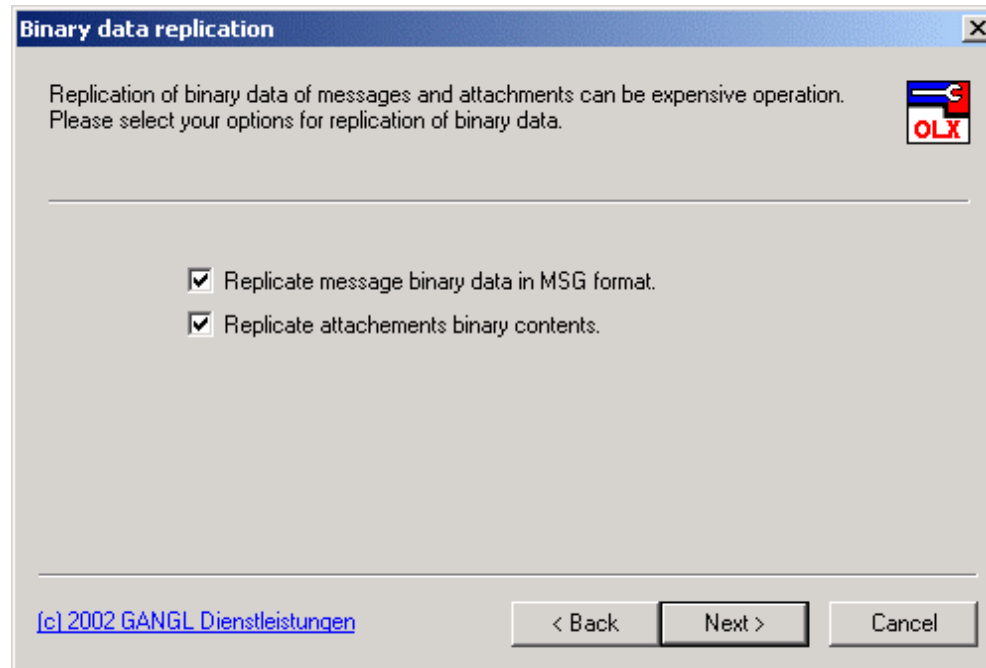 Binary data replication
Replication of binary data of messages and attachments can be expensive operation.
Please select your options for replication of binary data.
OLX
Replicate message binary data in MSG format.
Replicate attachements binary contents.
(c) 2002 GANGL Dienstleistungen
< Back
Next >
Cancel